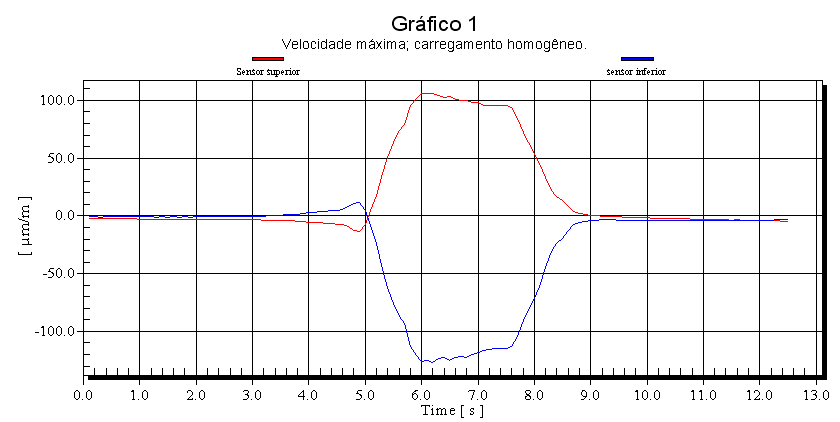 Gráfico 1
Velocidade máxima; carregamento homogêneo.
Sensor superior
sensor inferior
100.0
50.0
0.0
-50.0
-100.0
[ µm/m ]
0.0 1.0 2.0 3.0 4.0 5.0 6.0 7.0 8.0 9.0 10.0 11.0 12.0 13.0
Time [ s ]